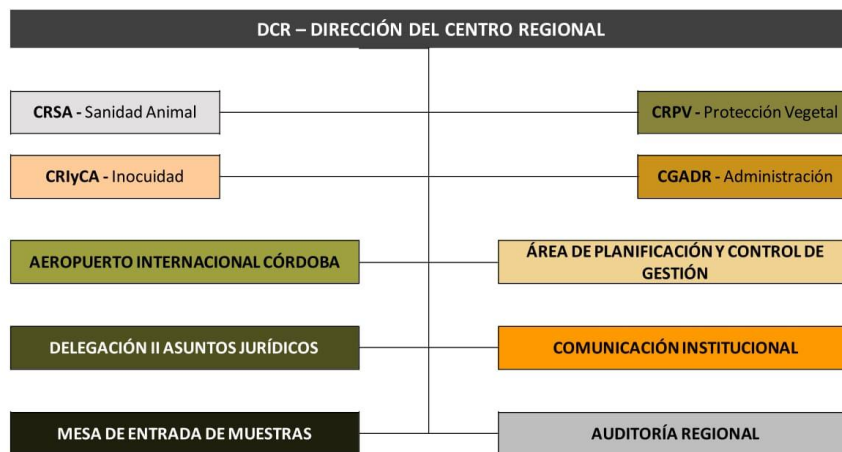 DCR – DIRECCIÓN DEL CENTRO REGIONAL
CRSA - Sanidad Animal
CRPV - Protección Vegetal
CRIyCA - Inocuidad
CGADR - Administración
AEROPUERTO INTERNACIONAL CÓRDOBA
ÁREA DE PLANIFICACIÓN Y CONTROL DE
GESTIÓN
DELEGACIÓN II ASUNTOS JURÍDICOS
COMUNICACIÓN INSTITUCIONAL
MESA DE ENTRADA DE MUESTRAS
AUDITORÍA REGIONAL